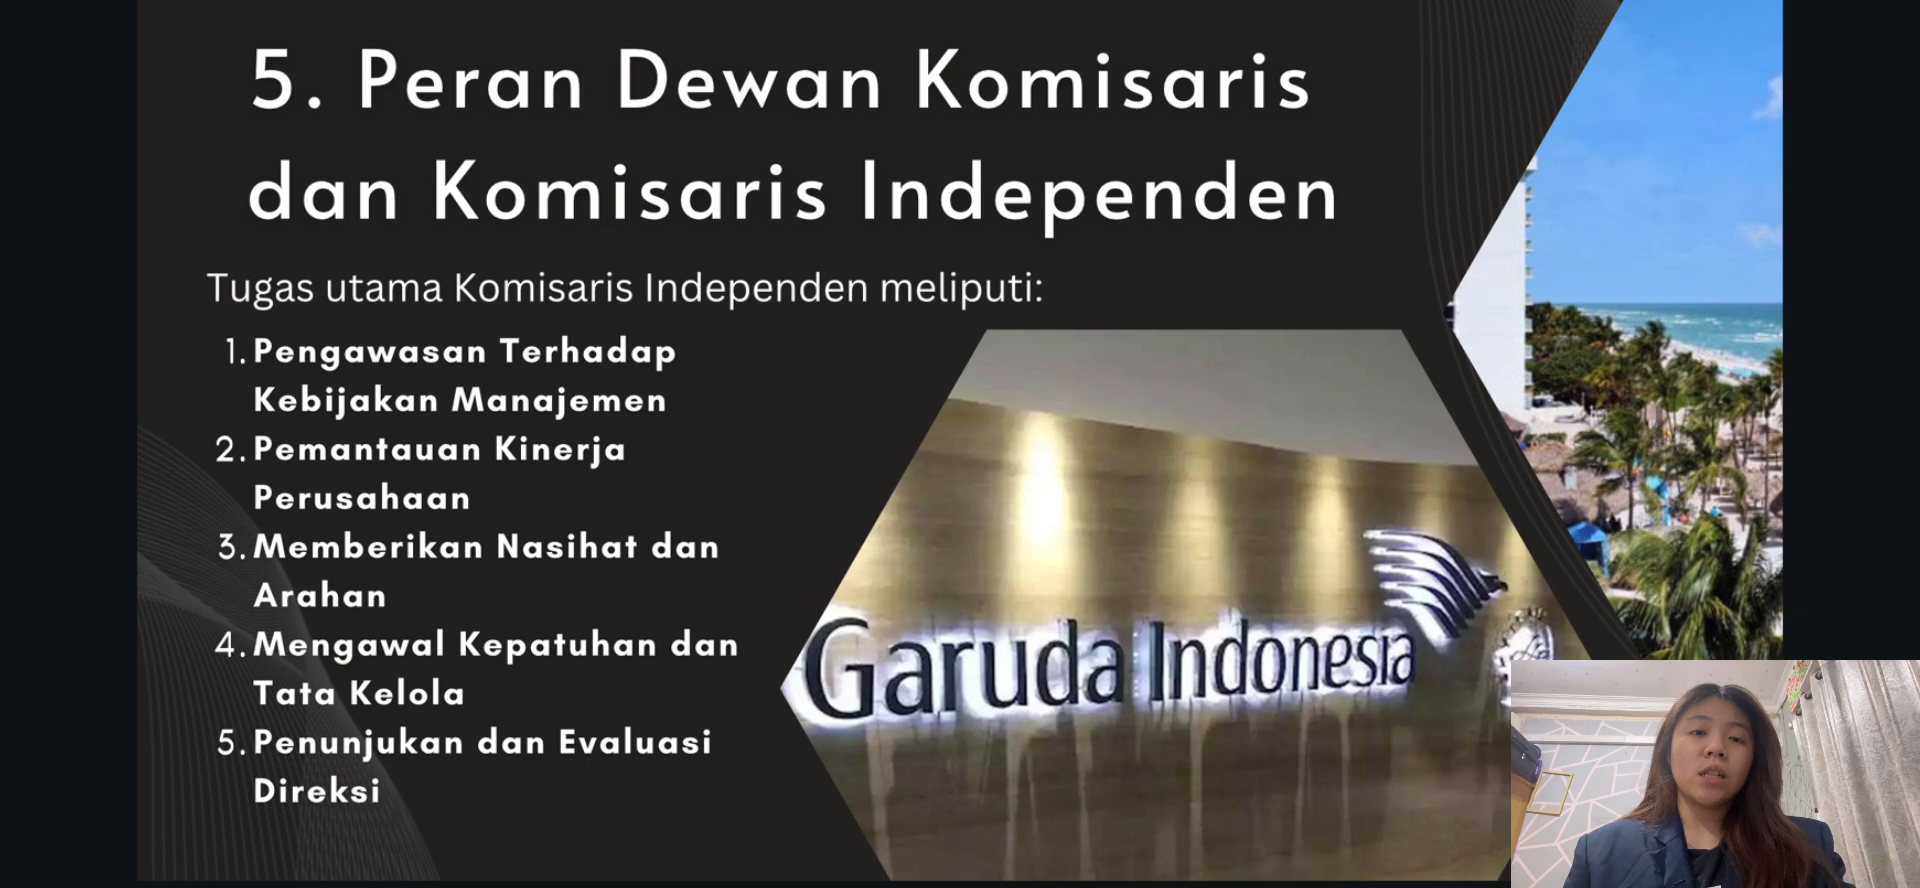 5. Peran Dewan Komisaris
dan Komisaris Independen
Tugas utama Komisaris Independen meliputi:
1. Pengawasan Terhadap
Kebijakan Manajemen
2. Pemantauan Kinerja
Perusahaan
3. Memberikan Nasihat dan
Arahan
4. Mengawal Kepatuhan dan
Tata Kelola
5. Penunjukan dan Evaluasi
Direksi
Garuda Indonesia